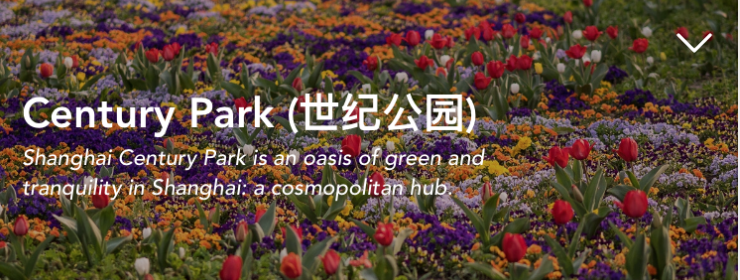 Century Park (世纪公园)
Shanghai Century Park is an oasis of green and
tranquility in Shanghai: a cosmopolitan hub.